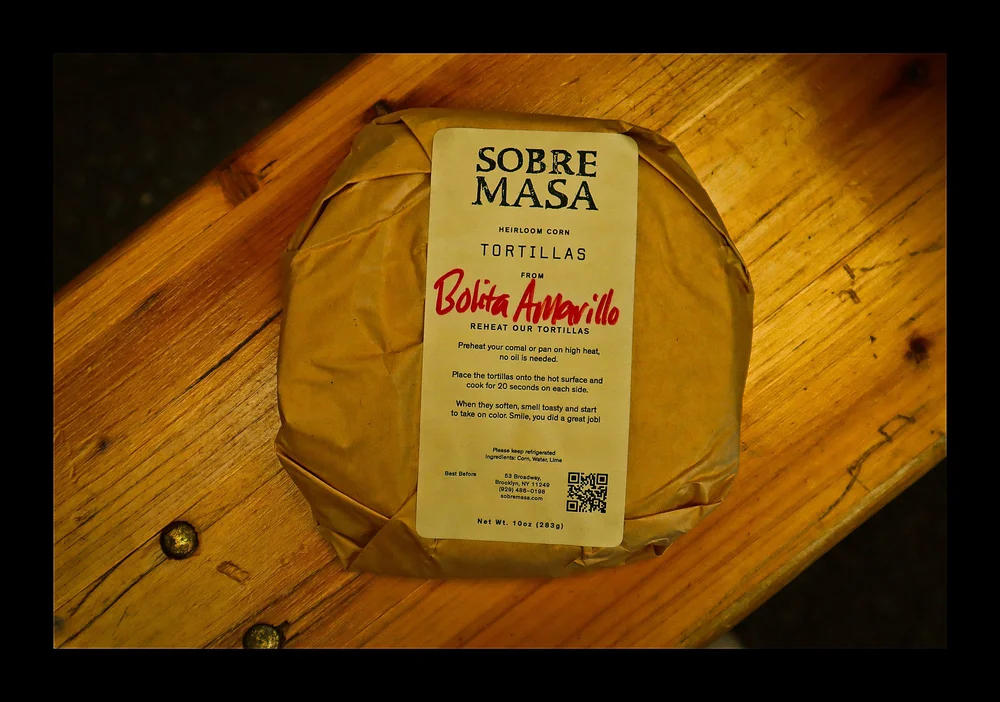 SOBRE
MASA
HEIRLOOM CORN
TORTILLAS
FROM
Bolita Amarillo
REHEAT OUR TORTILLAS
Preheat your comal or pan on high heat,
no oil is needed.
Place the tortillas onto the hot surface and
cook for 20 seconds on each side.
When they soften, smell toasty and start
to take on color. Smile, you did a great job!
Please keep refrigerated
Ingredients: Corn, Water, Lime
Best Before
53 Broadway,
Brooklyn, NY 11249
(929) 486-0198
sobremasa.com
Net Wt. 10oz (283g)